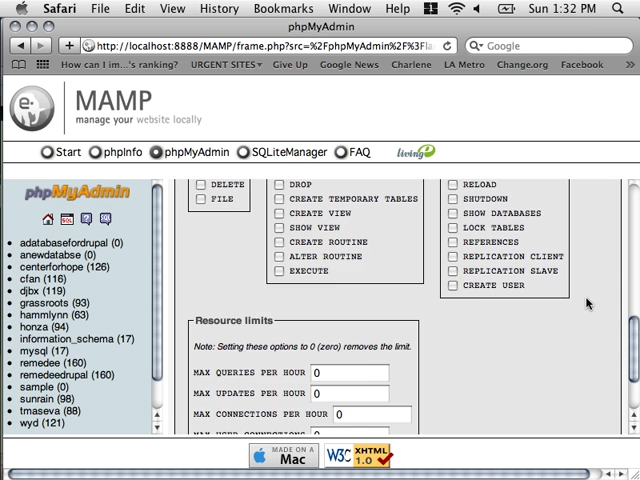 Safari File Edit View History Bookmarks Window Help Sun 1:32 PM
phpMyAdmin
http://localhost:8888/MAMP/frame.php?src=%2FphpMyAdmin%2F%3Fla
Google
How can I im...'s ranking? URGENT SITES Give Up Google News Charlene LA Metro Change.org Facebook
MAMP
manage your website locally
Start phpInfo phpMyAdmin SQLiteManager FAQ living e
phpMyAdmin
adatabasefordrupal (0)
anewdatabse (0)
centerforhope (126)
cfan (116)
djbx (119)
grassroots (93)
hammlynn (63)
honza (94)
information_schema (17)
mysql (17)
remedee (160)
remedeedrupal (160)
sample (0)
sunrain (98)
tmaseva (88)
wyd (121)
DELETE
FILE
DROP
CREATE TEMPORARY TABLES
CREATE VIEW
SHOW VIEW
CREATE ROUTINE
ALTER ROUTINE
EXECUTE
RELOAD
SHUTDOWN
SHOW DATABASES
LOCK TABLES
REFERENCES
REPLICATION CLIENT
REPLICATION SLAVE
CREATE USER
Resource limits
Note: Setting these options to 0 (zero) removes the limit.
MAX QUERIES PER HOUR 0
MAX UPDATES PER HOUR 0
MAX CONNECTIONS PER HOUR 0
MAX USER CONNECTIONS 0
MADE ON A
Mac
W3C XHTML
1.0